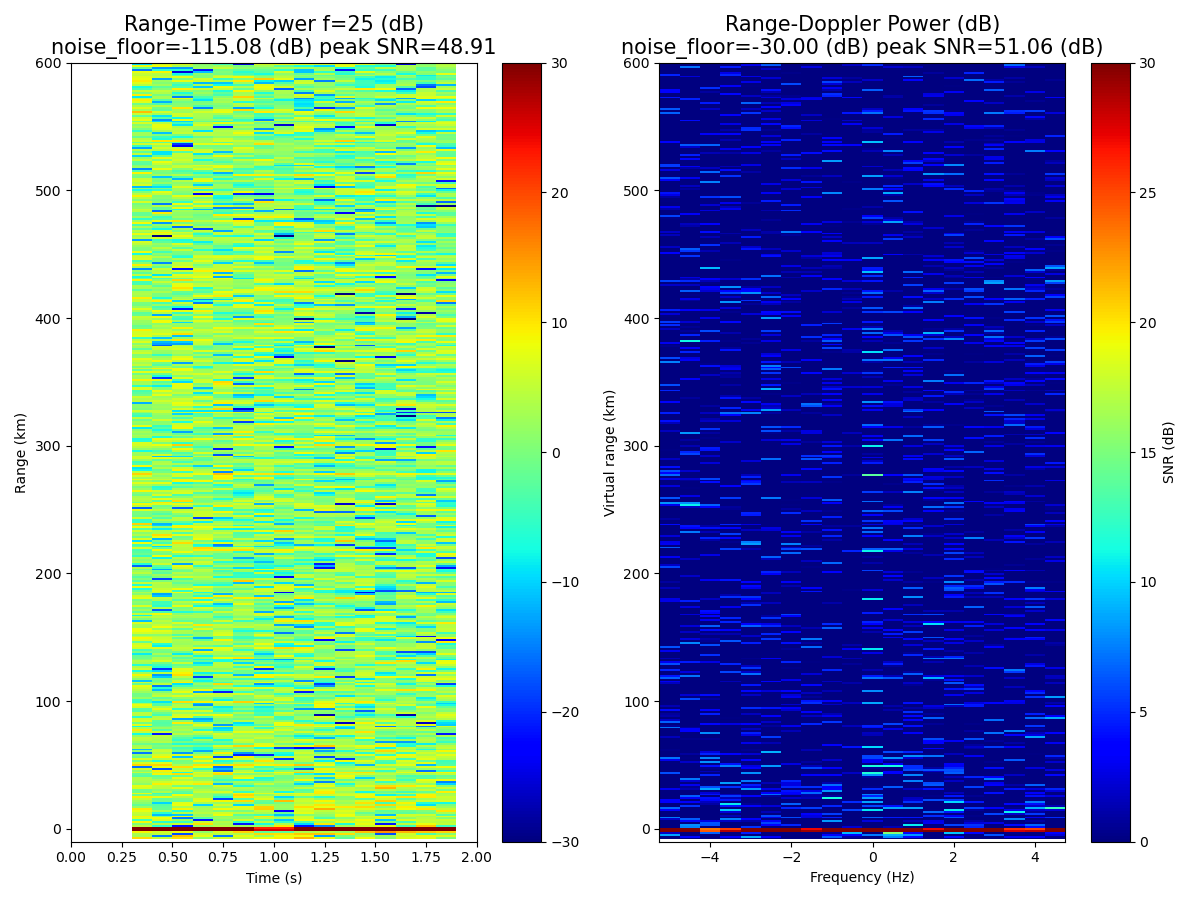 Range-Time Power f=25 (dB)
noise_floor=-115.08 (dB) peak SNR=48.91
600
500
400
300
200
100
0
Range (km)
0.00 0.25 0.50 0.75 1.00 1.25 1.50 1.75 2.00
Time (s)
30
20
10
0
−10
−20
−30
Range-Doppler Power (dB)
noise_floor=-30.00 (dB) peak SNR=51.06 (dB)
600
500
400
300
200
100
0
Virtual range (km)
−4 −2 0 2 4
Frequency (Hz)
30
25
20
15
10
5
0
SNR (dB)